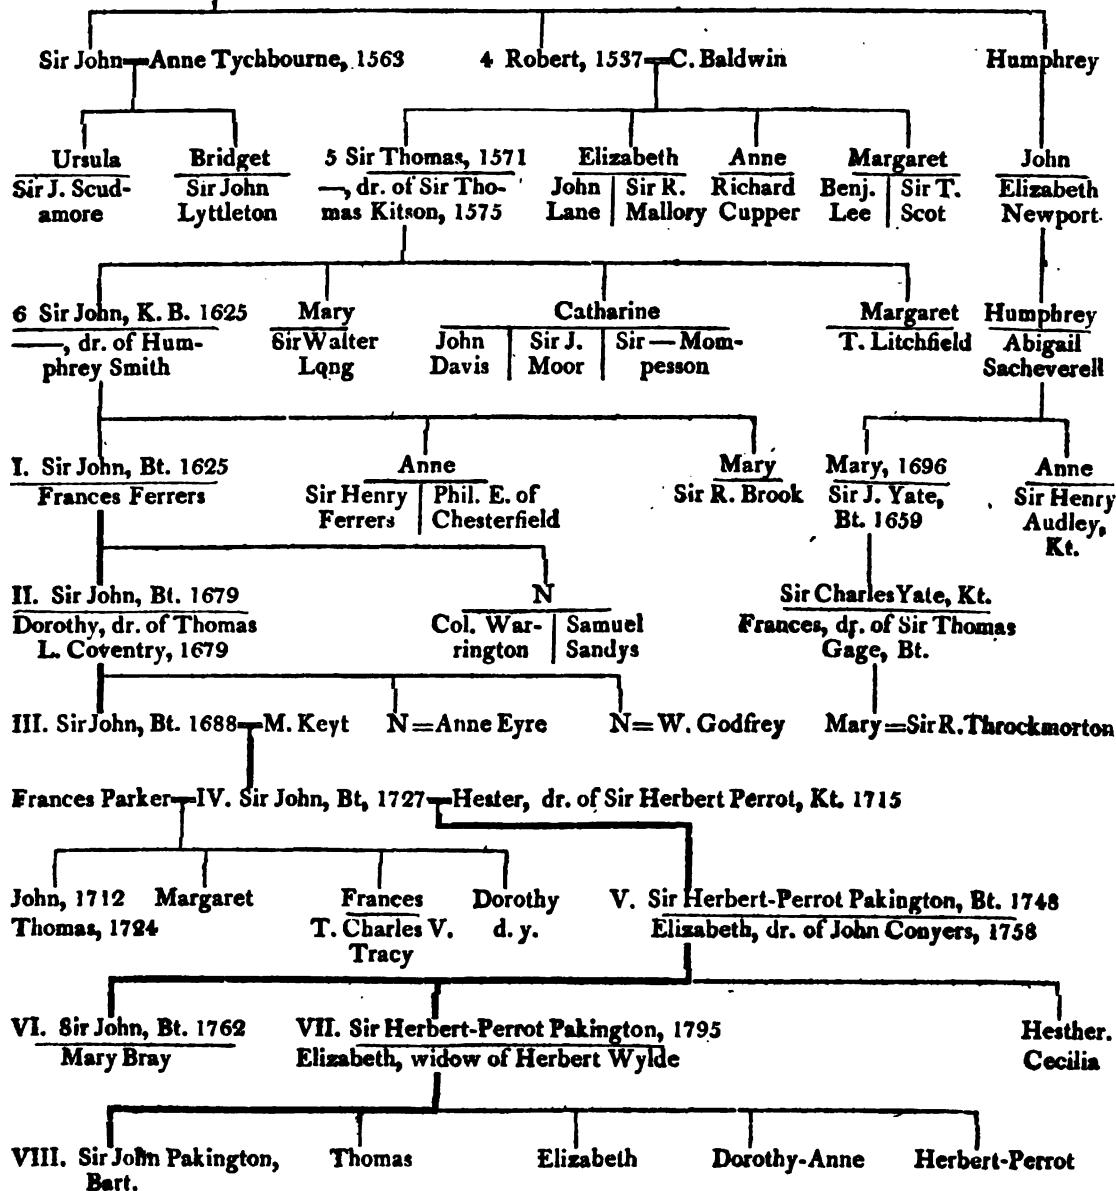 Sir John=Anne Tychbourne, 1563 4 Robert, 1537=C. Baldwin Humphrey
Ursula Bridget 5 Sir Thomas, 1571 Elizabeth Anne Margaret John
Sir J. Scud- Sir John —, dr. of Sir Tho- John Sir R. Richard Benj. Sir T. Elizabeth
amore Lyttleton mas Kitson, 1575 Lane Mallory Cupper Lee Scot Newport
6 Sir John, K. B. 1625 Mary Catharine Margaret Humphrey
——, dr. of Hum- Sir Walter John Sir J. Sir — Mom- T. Litchfield Abigail
phrey Smith Long Davis Moor pesson Sacheverell
I. Sir John, Bt. 1625 Anne Mary Mary, 1696 Anne
Frances Ferrers Sir Henry Phil. E. of Sir R. Brook Sir J. Yate, Sir Henry
Ferrers Chesterfield Bt. 1659 Audley,
Kt.
II. Sir John, Bt. 1679 N Sir Charles Yate, Kt.
Dorothy, dr. of Thomas Col. War- Samuel Frances, dr. of Sir Thomas
L. Coventry, 1679 rington Sandys Gage, Bt.
III. Sir John, Bt. 1688=M. Keyt N=Anne Eyre N=W. Godfrey Mary=Sir R. Throckmorton
Frances Parker=IV. Sir John, Bt, 1727=Hester, dr. of Sir Herbert Perrot, Kt. 1715
John, 1712 Margaret Frances Dorothy V. Sir Herbert-Perrot Pakington, Bt. 1748
Thomas, 1724 T. Charles V. d. y. Elizabeth, dr. of John Conyers, 1758
Tracy
VI. Sir John, Bt. 1762 VII. Sir Herbert-Perrot Pakington, 1795 Hesther.
Mary Bray Elizabeth, widow of Herbert Wylde Cecilia
VIII. Sir John Pakington, Thomas Elizabeth Dorothy-Anne Herbert-Perrot
Bart.